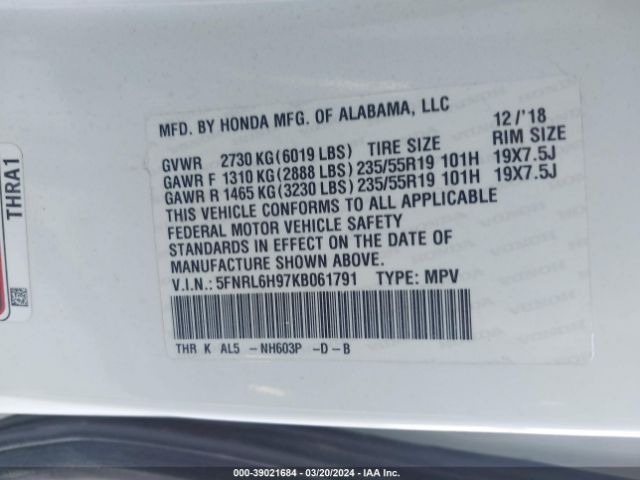 THRA1
MFD. BY HONDA MFG. OF ALABAMA, LLC 12/'18
GVWR 2730 KG(6019 LBS) TIRE SIZE RIM SIZE
GAWR F 1310 KG(2888 LBS) 235/55R19 101H 19X7.5J
GAWR R 1465 KG(3230 LBS) 235/55R19 101H 19X7.5J
THIS VEHICLE CONFORMS TO ALL APPLICABLE
FEDERAL MOTOR VEHICLE SAFETY
STANDARDS IN EFFECT ON THE DATE OF
MANUFACTURE SHOWN ABOVE.
V.I.N.: 5FNRL6H97KB061791 TYPE: MPV
THR K AL5 -NH603P -D-B
000-39021684 - 03/20/2024 - IAA Inc.